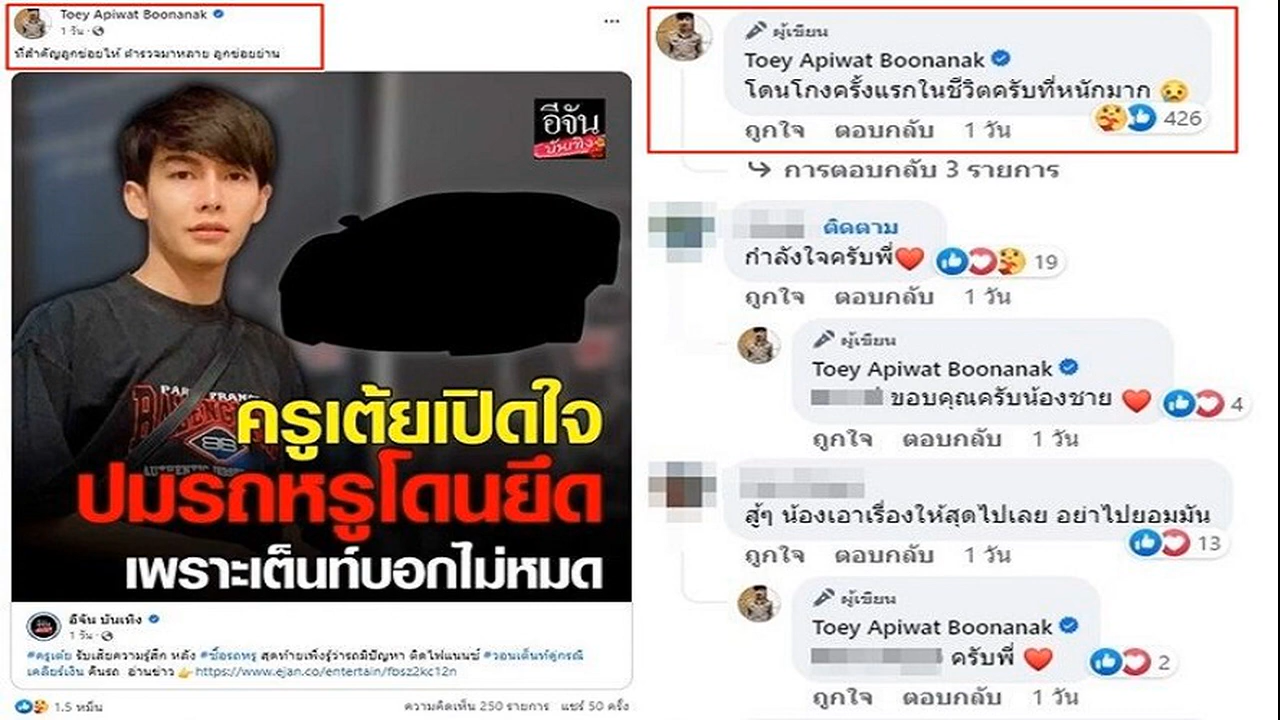 Toey Apiwat Boonanak
1 วัน
ที่สำคัญลูกช่อยให้ ตำรวจมาหลาย ลูกช่อยย่าน
อีจัน
บันเทิง
PARIS FRANCE
88
ครูเต้ยเปิดใจ
ปมรถหรูโดนยึด
เพราะเต็นท์บอกไม่หมด
อีจัน บันเทิง
1 วัน
#ครูเต้ย รับเสียความรู้สึก หลัง #ซื้อรถหรู สุดท้ายเพิ่งรู้ว่ารถมีปัญหา ติดไฟแนนซ์ #วอนเต็นท์คู่กรณี
เคลียร์เงิน คืนรถ อ่านข่าว 👉https://www.ejan.co/entertain/fbsz2kc12n
1.5 หมื่น
ความคิดเห็น 250 รายการ แชร์ 50 ครั้ง
ผู้เขียน
Toey Apiwat Boonanak
โดนโกงครั้งแรกในชีวิตครับที่หนักมาก 😢
426
ถูกใจ ตอบกลับ 1 วัน
การตอบกลับ 3 รายการ
ติดตาม
กำลังใจครับพี่❤️
19
ถูกใจ ตอบกลับ 1 วัน
ผู้เขียน
Toey Apiwat Boonanak
ขอบคุณครับน้องชาย ❤️
4
ถูกใจ ตอบกลับ 1 วัน
สู้ๆ น้องเอาเรื่องให้สุดไปเลย อย่าไปยอมมัน
13
ถูกใจ ตอบกลับ 1 วัน
ผู้เขียน
Toey Apiwat Boonanak
ครับพี่ ❤️
2
ถูกใจ ตอบกลับ 1 วัน